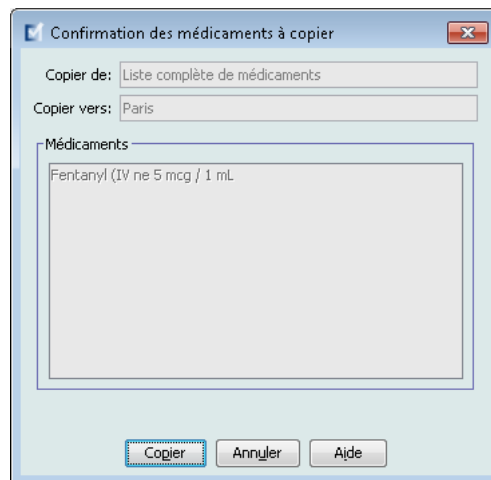 Confirmation des médicaments à copier
Copier de: Liste complète de médicaments
Copier vers: Paris
Médicaments
Fentanyl (IV ne 5 mcg / 1 mL
Copier Annuler Aide